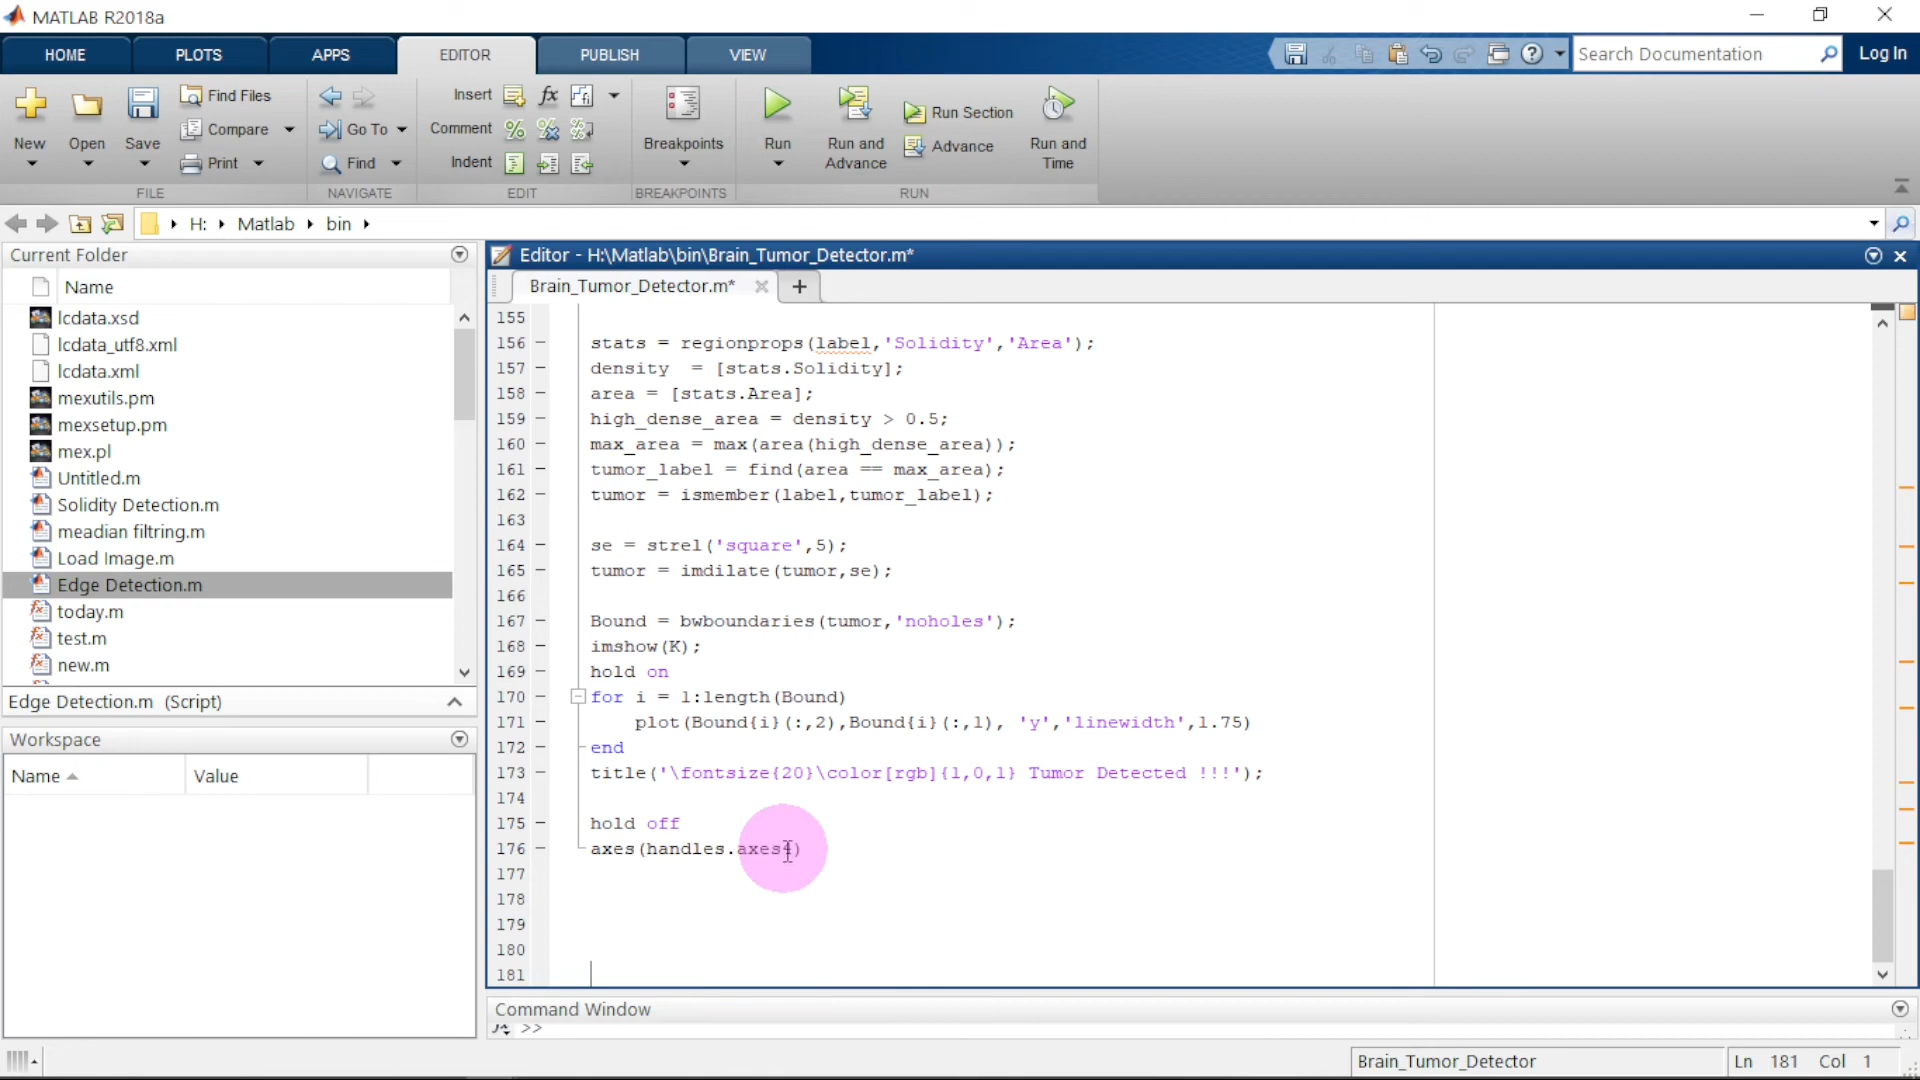 MATLAB R2018a
HOME PLOTS APPS EDITOR PUBLISH VIEW Search Documentation Log In
New Open Save Find Files Compare Print
FILE
Go To Find
NAVIGATE
Insert fx
Comment
Indent
EDIT
Breakpoints
BREAKPOINTS
Run Run and Advance Run Section Advance Run and Time
RUN
H: Matlab bin
Current Folder
Name
lcdata.xsd
lcdata_utf8.xml
lcdata.xml
mexutils.pm
mexsetup.pm
mex.pl
Untitled.m
Solidity Detection.m
meadian filtring.m
Load Image.m
Edge Detection.m
today.m
test.m
new.m
Edge Detection.m (Script)
Workspace
Name Value
Editor - H:\Matlab\bin\Brain_Tumor_Detector.m*
Brain_Tumor_Detector.m* +
155
156 – stats = regionprops(label,'Solidity','Area');
157 – density  = [stats.Solidity];
158 – area = [stats.Area];
159 – high_dense_area = density > 0.5;
160 – max_area = max(area(high_dense_area));
161 – tumor_label = find(area == max_area);
162 – tumor = ismember(label,tumor_label);
163
164 – se = strel('square',5);
165 – tumor = imdilate(tumor,se);
166
167 – Bound = bwboundaries(tumor,'noholes');
168 – imshow(K);
169 – hold on
170 – for i = 1:length(Bound)
171 – plot(Bound{i}(:,2),Bound{i}(:,1), 'y','linewidth',1.75)
172 – end
173 – title('\fontsize{20}\color[rgb]{1,0,1} Tumor Detected !!!');
174
175 – hold off
176 – axes(handles.axes4)
177
178
179
180
181
Command Window
>>
Brain_Tumor_Detector Ln 181 Col 1